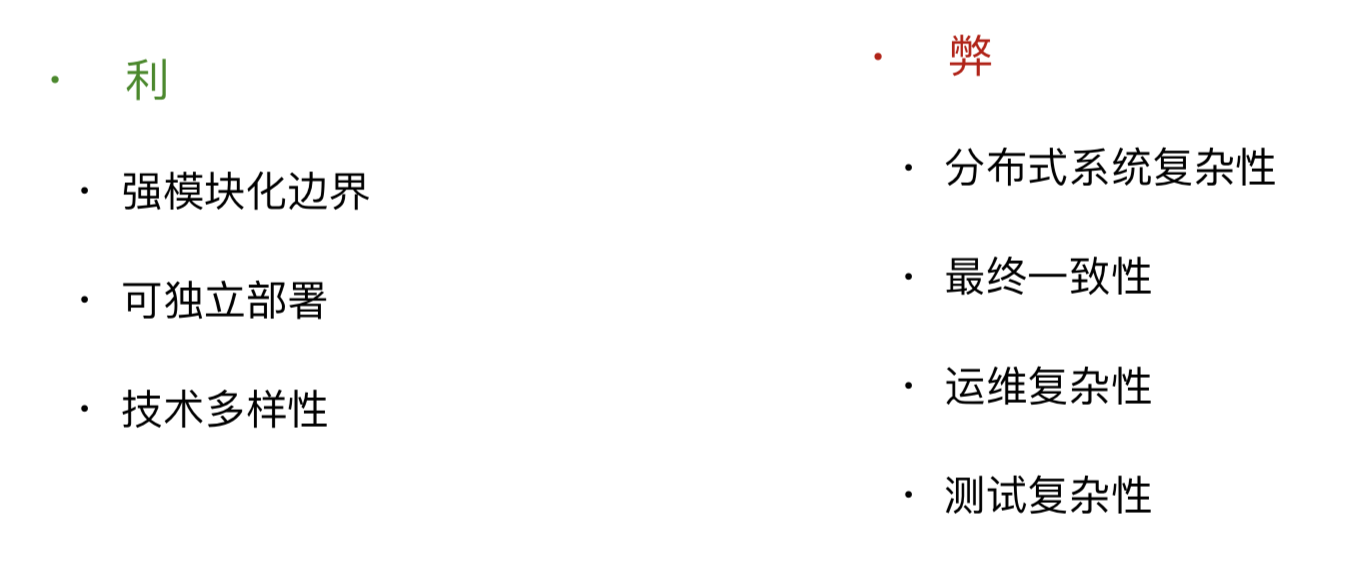 · 利
· 强模块化边界
· 可独立部署
· 技术多样性
· 弊
· 分布式系统复杂性
· 最终一致性
· 运维复杂性
· 测试复杂性